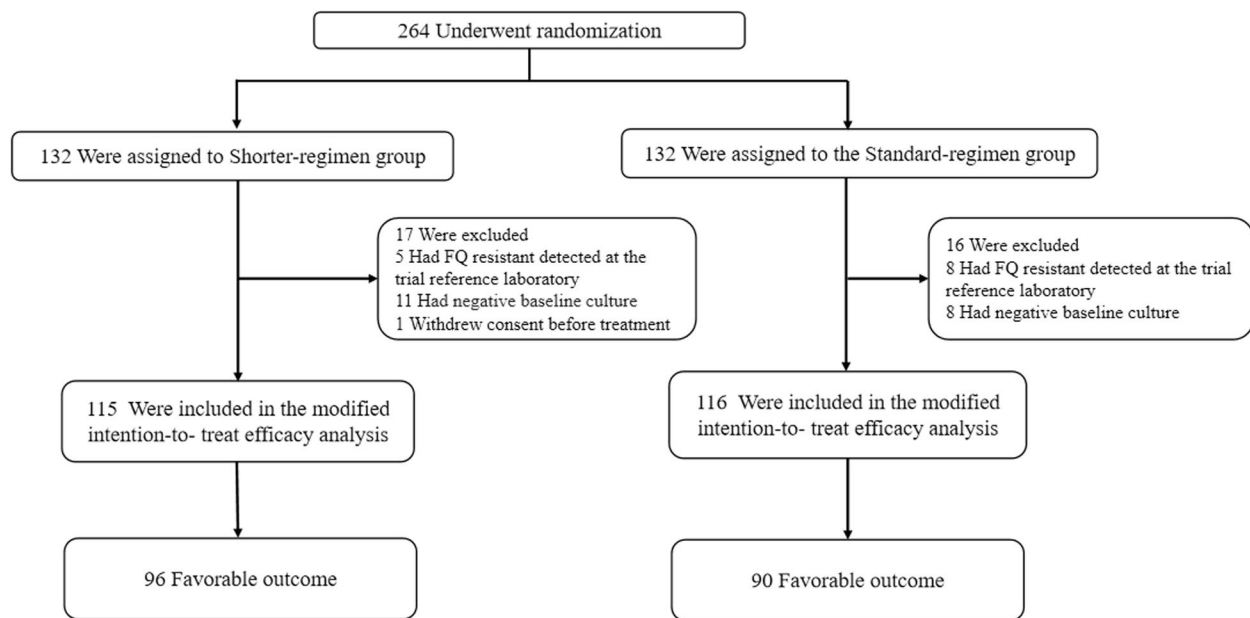 264 Underwent randomization
132 Were assigned to Shorter-regimen group
132 Were assigned to the Standard-regimen group
17 Were excluded
5 Had FQ resistant detected at the
trial reference laboratory
11 Had negative baseline culture
1 Withdrew consent before treatment
16 Were excluded
8 Had FQ resistant detected at the trial
reference laboratory
8 Had negative baseline culture
115 Were included in the modified
intention-to- treat efficacy analysis
116 Were included in the modified
intention-to- treat efficacy analysis
96 Favorable outcome
90 Favorable outcome